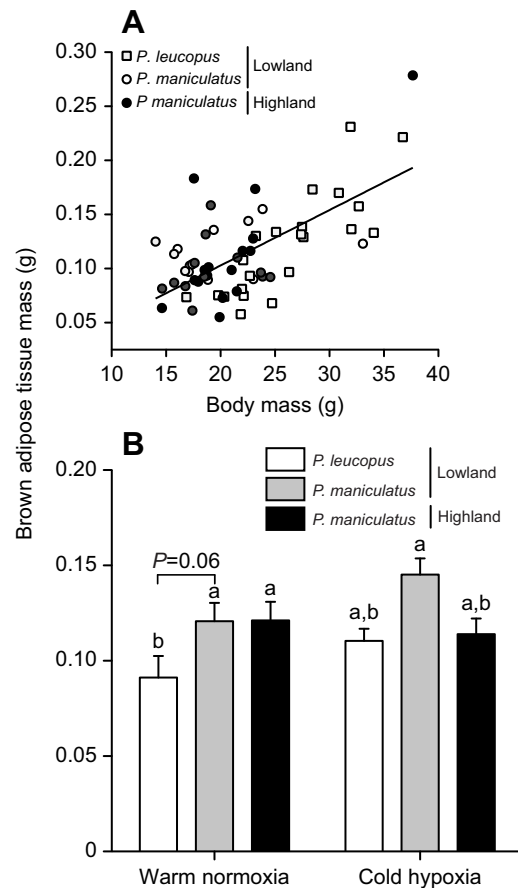 A
P. leucopus
P. maniculatus
Lowland
P maniculatus
Highland
0.30
0.25
0.20
0.15
0.10
0.05
10 15 20 25 30 35 40
Body mass (g)
Brown adipose tissue mass (g)
B
P. leucopus
P. maniculatus
Lowland
P. maniculatus
Highland
0.20
0.15
0.10
0.05
0
P=0.06
b
a
a
a,b
a
a,b
Warm normoxia
Cold hypoxia